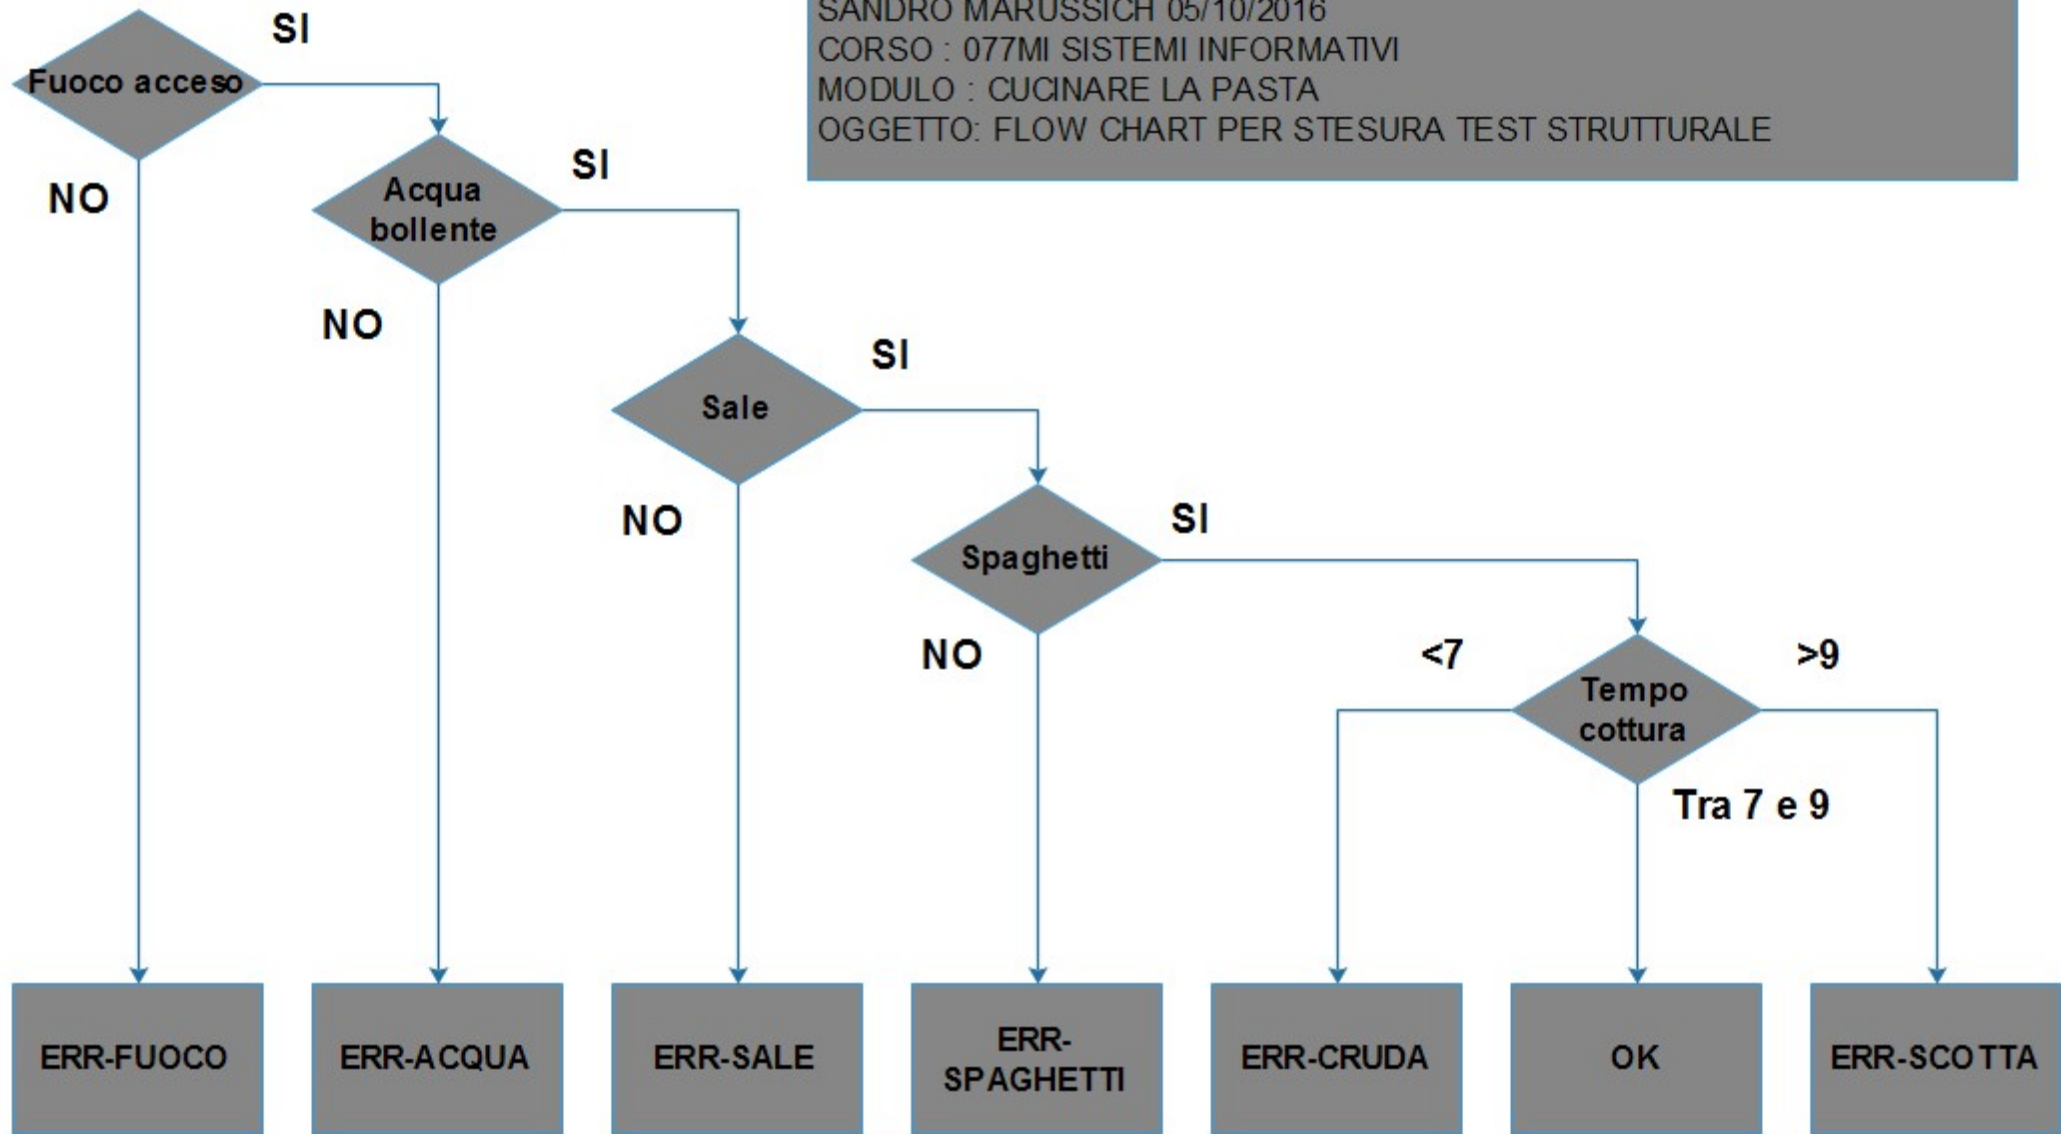 SANDRO MARUSSICH 05/10/2016
CORSO : 077MI SISTEMI INFORMATIVI
MODULO : CUCINARE LA PASTA
OGGETTO: FLOW CHART PER STESURA TEST STRUTTURALE
SI
Fuoco acceso
NO
SI
Acqua
bollente
NO
SI
Sale
NO
SI
Spaghetti
NO
<7
>9
Tempo
cottura
Tra 7 e 9
ERR-FUOCO
ERR-ACQUA
ERR-SALE
ERR-
SPAGHETTI
ERR-CRUDA
OK
ERR-SCOTTA